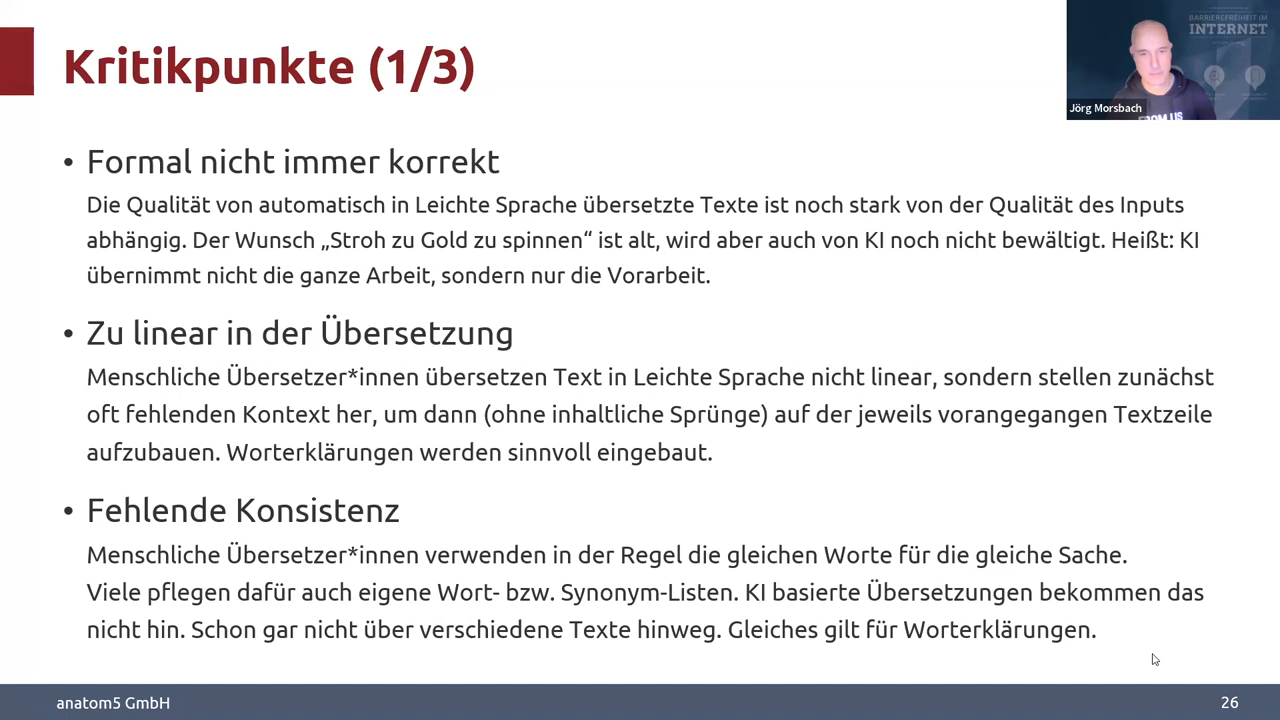 Kritikpunkte (1/3)
BARRIEREFREIHEIT IM
INTERNET
Jörg Morsbach
FROM US
• Formal nicht immer korrekt
Die Qualität von automatisch in Leichte Sprache übersetzte Texte ist noch stark von der Qualität des Inputs
abhängig. Der Wunsch „Stroh zu Gold zu spinnen“ ist alt, wird aber auch von KI noch nicht bewältigt. Heißt: KI
übernimmt nicht die ganze Arbeit, sondern nur die Vorarbeit.
• Zu linear in der Übersetzung
Menschliche Übersetzer*innen übersetzen Text in Leichte Sprache nicht linear, sondern stellen zunächst
oft fehlenden Kontext her, um dann (ohne inhaltliche Sprünge) auf der jeweils vorangegangen Textzeile
aufzubauen. Worterklärungen werden sinnvoll eingebaut.
• Fehlende Konsistenz
Menschliche Übersetzer*innen verwenden in der Regel die gleichen Worte für die gleiche Sache.
Viele pflegen dafür auch eigene Wort- bzw. Synonym-Listen. KI basierte Übersetzungen bekommen das
nicht hin. Schon gar nicht über verschiedene Texte hinweg. Gleiches gilt für Worterklärungen.
anatom5 GmbH
26